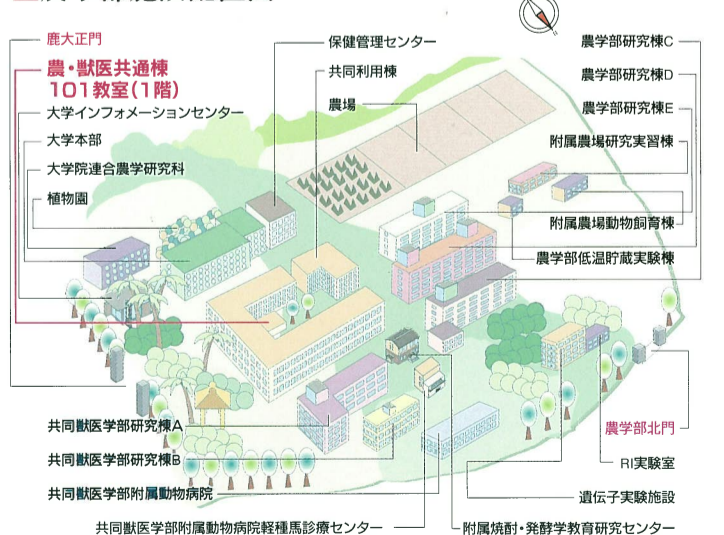 鹿大正門
農・獣医共通棟
101教室(1階)
大学インフォメーションセンター
大学本部
大学院連合農学研究科
植物園
保健管理センター
共同利用棟
農場
農学部研究棟C
農学部研究棟D
農学部研究棟E
附属農場研究実習棟
附属農場動物飼育棟
農学部低温貯蔵実験棟
共同獣医学部研究棟A
共同獣医学部研究棟B
共同獣医学部附属動物病院
共同獣医学部附属動物病院軽種馬診療センター
農学部北門
RI実験室
遺伝子実験施設
附属焼酎・発酵学教育研究センター